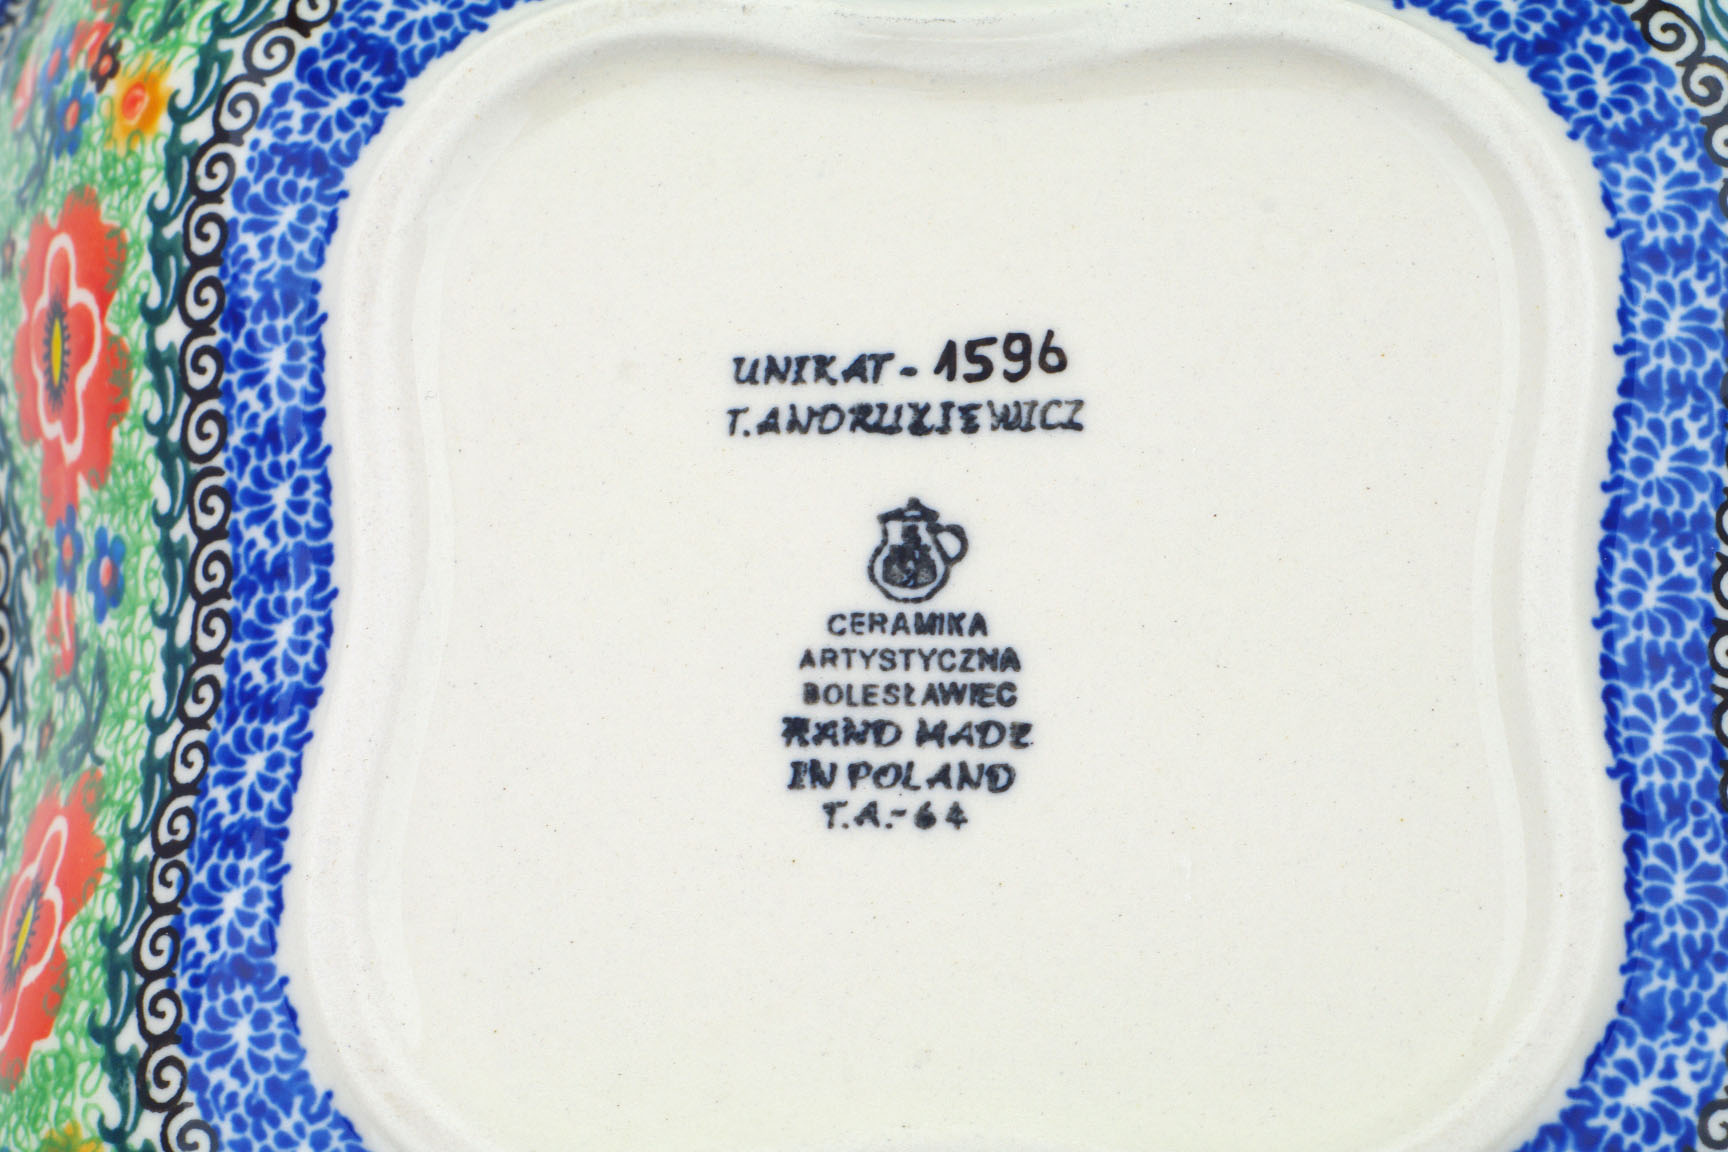 UNIKAT - 1596
T. ANDRUKIEWICZ
CERAMIKA
ARTYSTYCZNA
BOLESŁAWIEC
HAND MADE
IN POLAND
T.A.-64